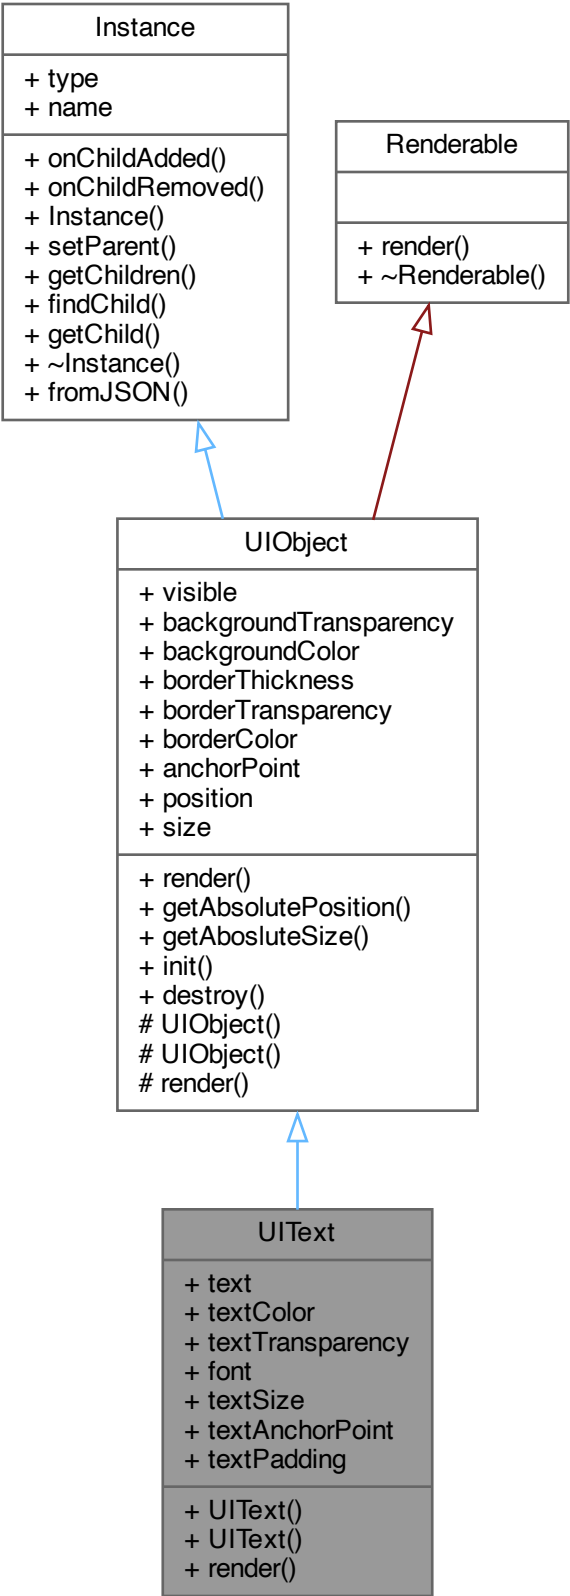 Instance
+ type
+ name
+ onChildAdded()
+ onChildRemoved()
+ Instance()
+ setParent()
+ getChildren()
+ findChild()
+ getChild()
+ ~Instance()
+ fromJSON()
Renderable
+ render()
+ ~Renderable()
UIObject
+ visible
+ backgroundTransparency
+ backgroundColor
+ borderThickness
+ borderTransparency
+ borderColor
+ anchorPoint
+ position
+ size
+ render()
+ getAbsolutePosition()
+ getAbosluteSize()
+ init()
+ destroy()
# UIObject()
# UIObject()
# render()
UIText
+ text
+ textColor
+ textTransparency
+ font
+ textSize
+ textAnchorPoint
+ textPadding
+ UIText()
+ UIText()
+ render()